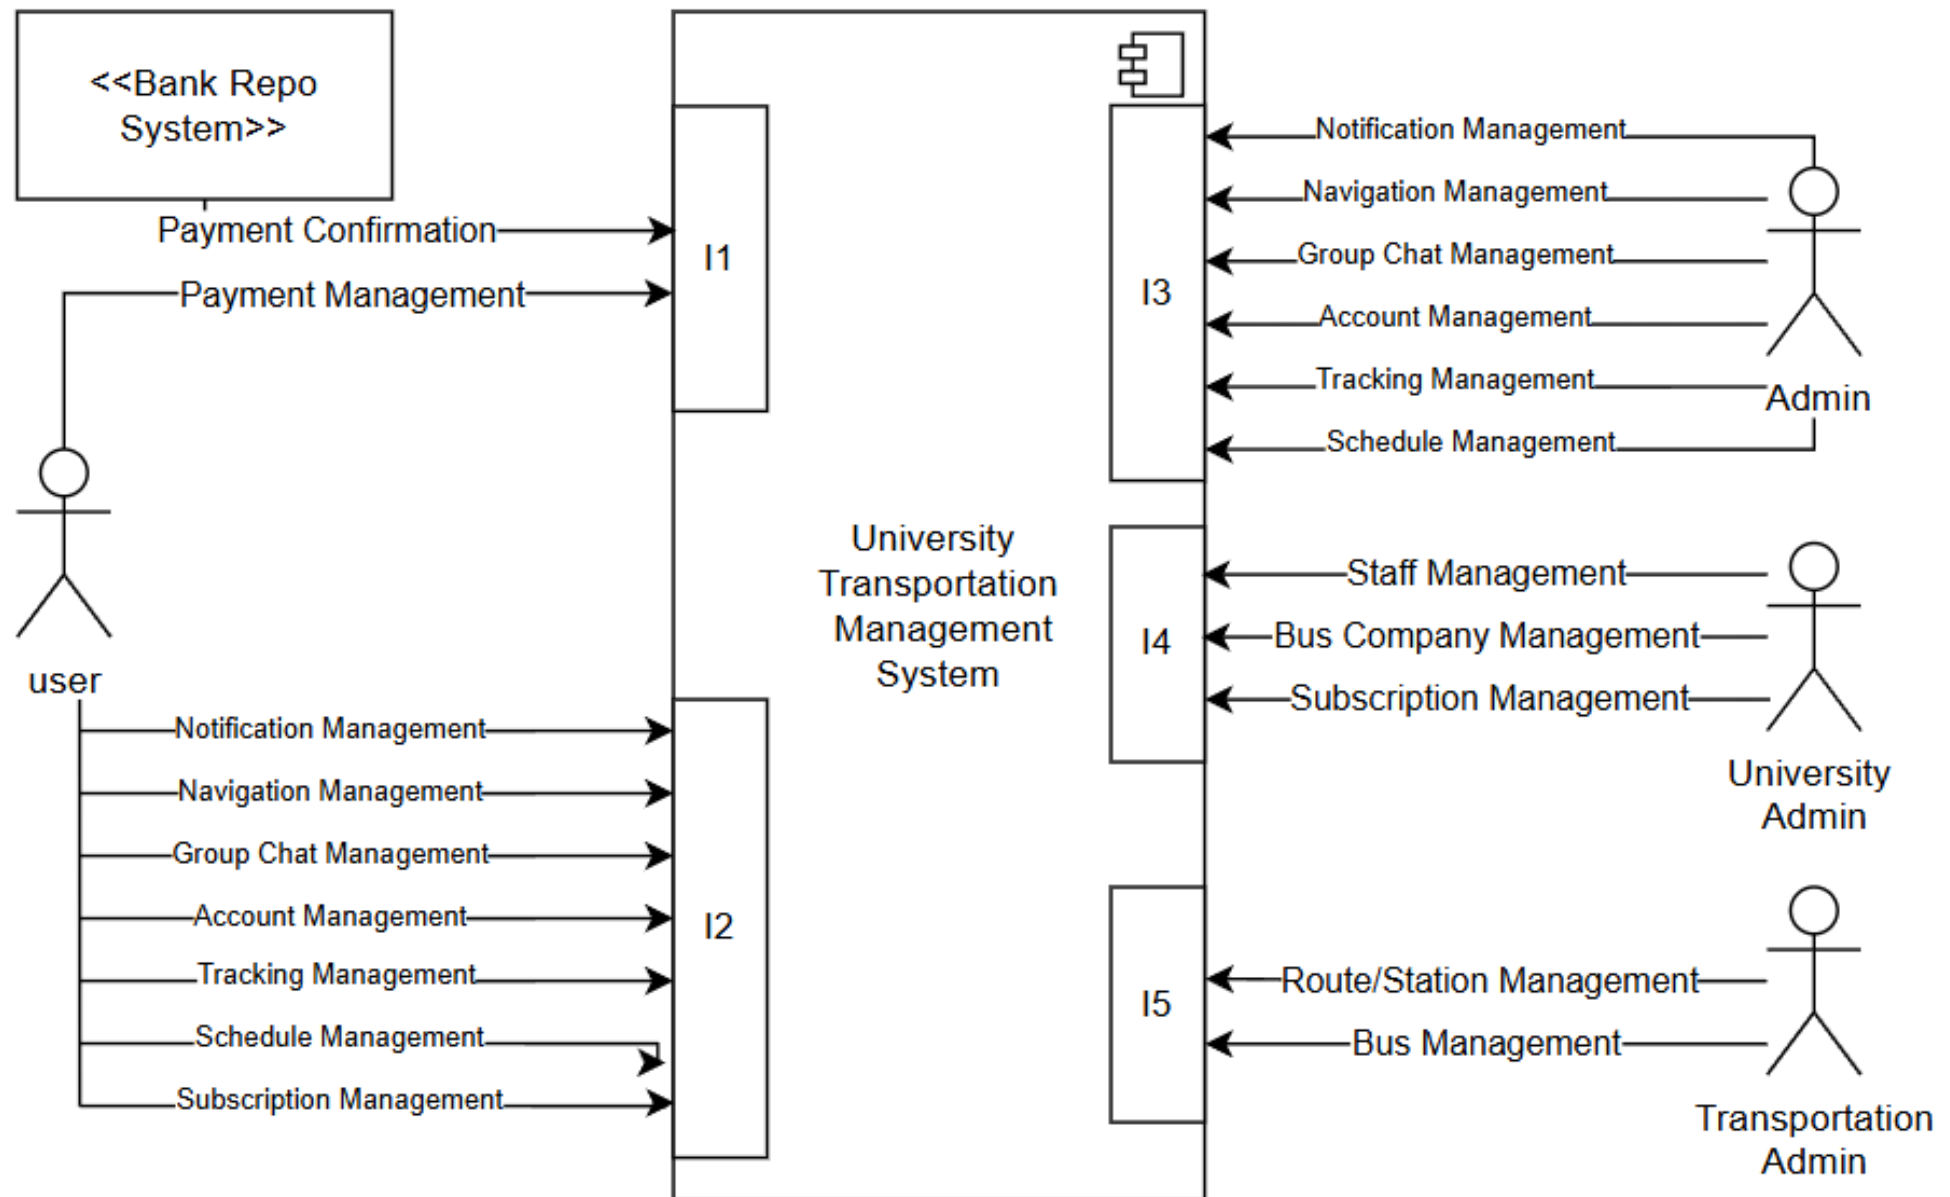 <<Bank Repo
System>>
Payment Confirmation
Payment Management
I1
user
Notification Management
Navigation Management
Group Chat Management
Account Management
Tracking Management
Schedule Management
Subscription Management
I2
University
Transportation
Management
System
I3
Notification Management
Navigation Management
Group Chat Management
Account Management
Tracking Management
Schedule Management
Admin
I4
Staff Management
Bus Company Management
Subscription Management
University
Admin
I5
Route/Station Management
Bus Management
Transportation
Admin